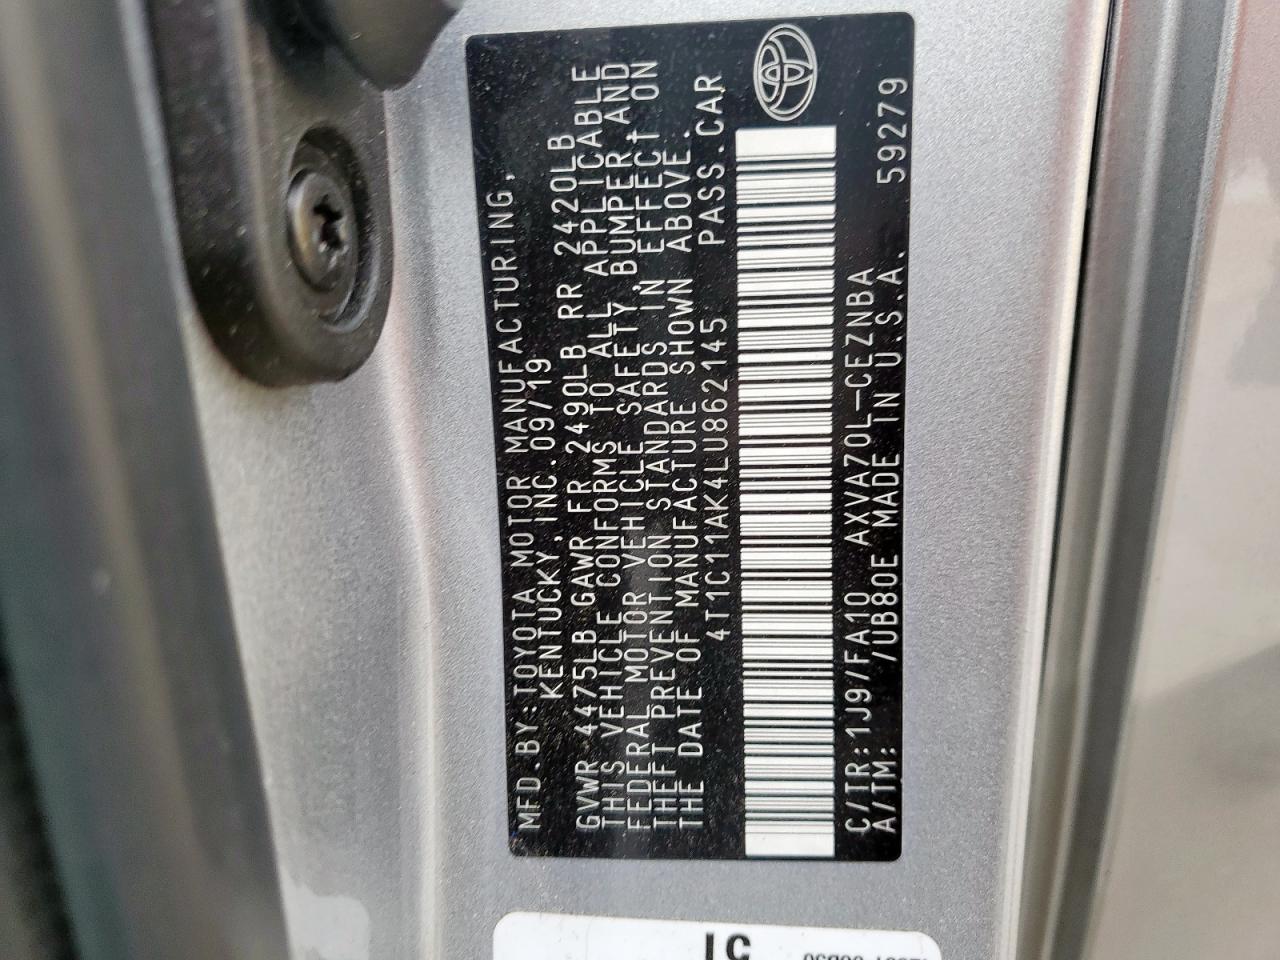 MFD.BY:TOYOTA MOTOR MANUFACTURING,
KENTUCKY, INC. 09/19
GVWR 4475LB GAWR FR 2490LB RR 2420LB
THIS VEHICLE CONFORMS TO ALL APPLICABLE
FEDERAL MOTOR VEHICLE SAFETY, BUMPER, AND
THEFT PREVENTION STANDARDS IN EFFECT ON
THE DATE OF MANUFACTURE SHOWN ABOVE.
4T1C11AK4LU862145 PASS.CAR
C/TR:1J9/FA10 AXVA70L-CEZNBA
A/TM: /UB80E MADE IN U.S.A. 59279